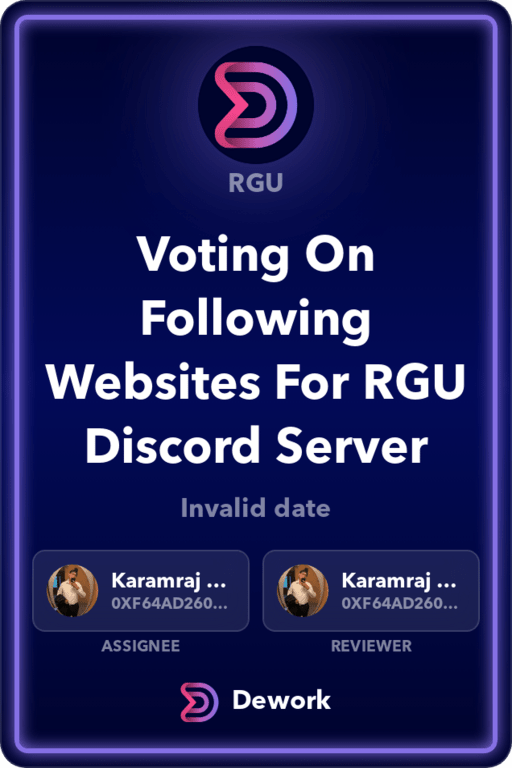 RGU
Voting On
Following
Websites For RGU
Discord Server
Invalid date
Karamraj ...
0XF64AD260...
Karamraj ...
0XF64AD260...
ASSIGNEE
REVIEWER
Dework